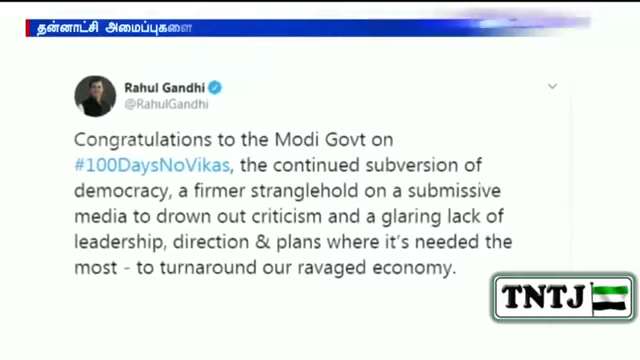 தன்னாட்சி அமைப்புகளை
Rahul Gandhi
@RahulGandhi
Congratulations to the Modi Govt on
#100DaysNoVikas, the continued subversion of
democracy, a firmer stranglehold on a submissive
media to drown out criticism and a glaring lack of
leadership, direction & plans where it's needed the
most - to turnaround our ravaged economy.
TNTJ